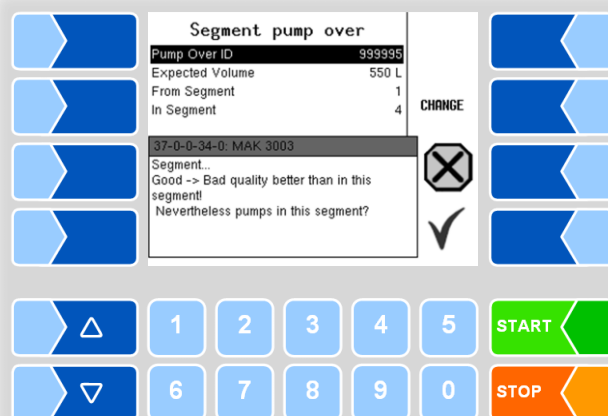 Segment pump over
Pump Over ID 999995
Expected Volume 550 L
From Segment 1
In Segment 4
CHANGE
37-0-0-34-0: MAK 3003
Segment...
Good -> Bad quality better than in this
segment!
Nevertheless pumps in this segment?
1 2 3 4 5 START
6 7 8 9 0 STOP